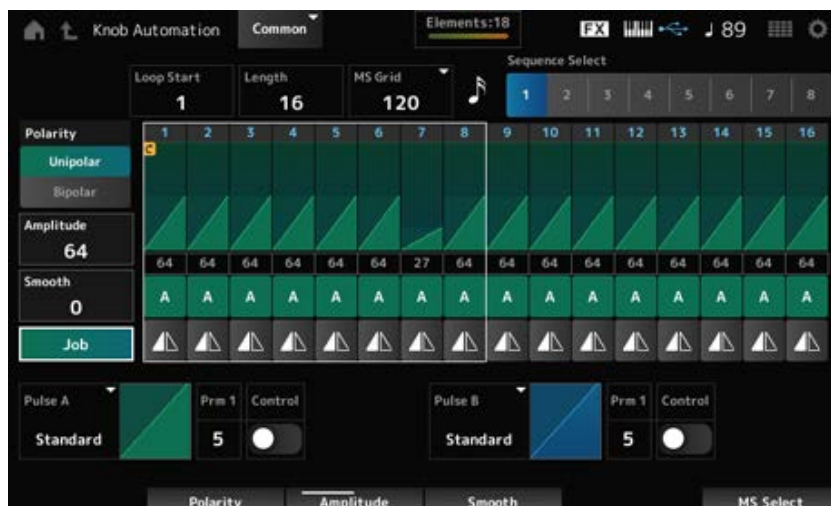 Knob Automation Common Elements:18 FX ♩ 89
Sequence Select
Loop Start Length MS Grid
1 16 120
1 2 3 4 5 6 7 8
Polarity
1 2 3 4 5 6 7 8 9 10 11 12 13 14 15 16
C
Unipolar
Bipolar
Amplitude
64
64 64 64 64 64 64 27 64 64 64 64 64 64 64 64 64
Smooth
0
A A A A A A A A A A A A A A A A
Job
Pulse A Prm 1 Control Pulse B Prm 1 Control
Standard 5 Standard 5
Polarity Amplitude Smooth MS Select